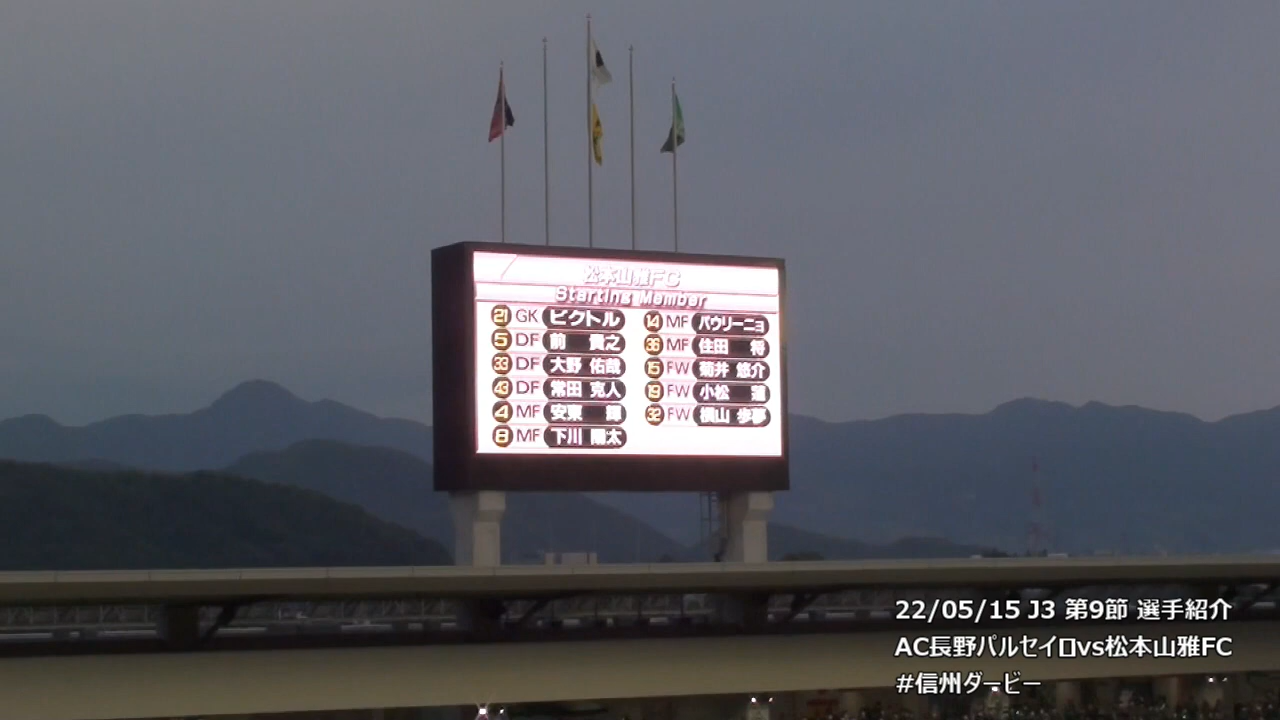 松本山雅FC
Starting Member
21 GK ビクトル
5 DF 前 貴之
33 DF 大野 佑哉
43 DF 常田 克人
4 MF 安東 輝
8 MF 下川 陽太
14 MF パウリーニョ
36 MF 住田 将
15 FW 菊井 悠介
19 FW 小松 蓮
32 FW 横山 歩夢
22/05/15 J3 第9節 選手紹介
AC長野パルセイロvs松本山雅FC
#信州ダービー